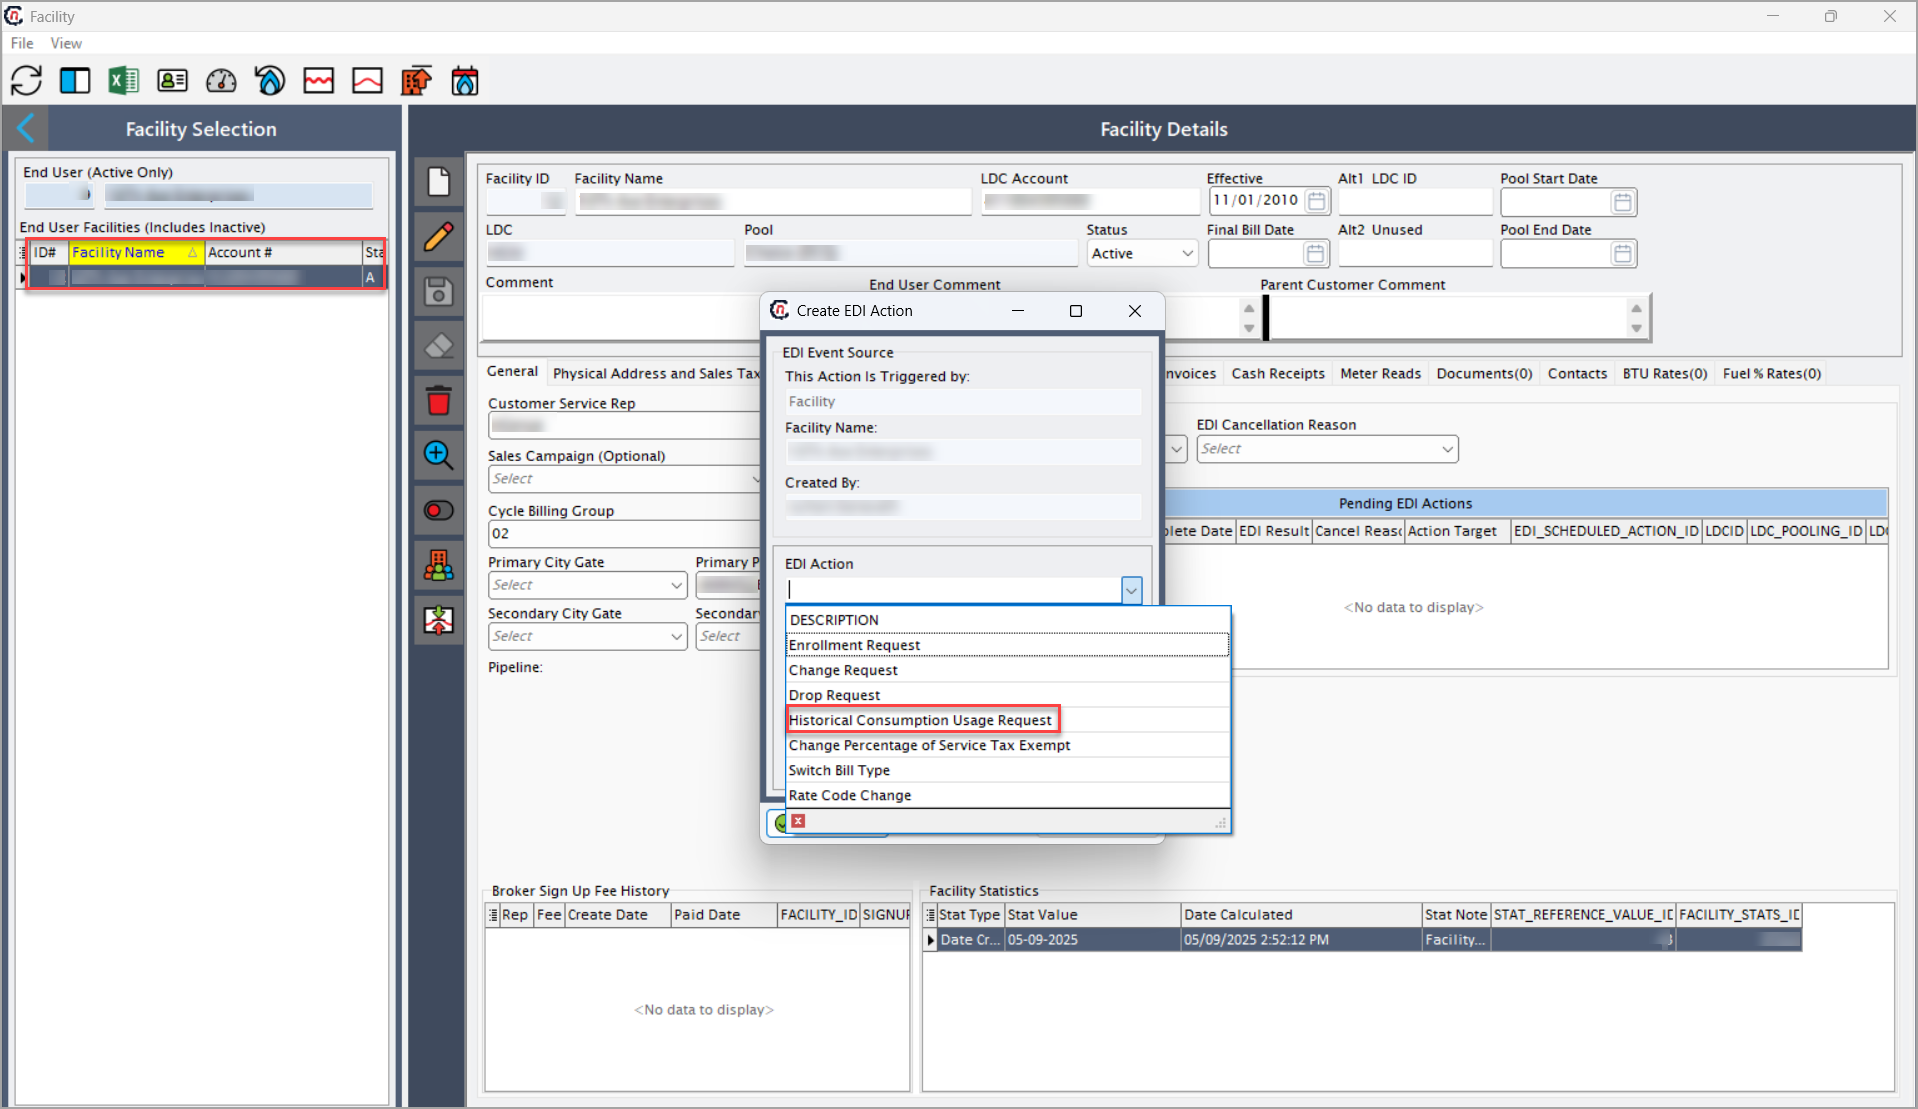 Facility
File View
Facility Selection
Facility Details
End User (Active Only)
End User Facilities (Includes Inactive)
ID# Facility Name Account # Sta
A
Facility ID Facility Name LDC Account Effective Alt1 LDC ID Pool Start Date
11/01/2010
LDC Pool Status Final Bill Date Alt2 Unused Pool End Date
Active
Comment End User Comment Parent Customer Comment
Create EDI Action
EDI Event Source
This Action Is Triggered by:
Facility
Facility Name:
Created By:
EDI Action
DESCRIPTION
Enrollment Request
Change Request
Drop Request
Historical Consumption Usage Request
Change Percentage of Service Tax Exempt
Switch Bill Type
Rate Code Change
General Physical Address and Sales Tax nvoices Cash Receipts Meter Reads Documents(0) Contacts BTU Rates(0) Fuel % Rates(0)
Customer Service Rep
EDI Cancellation Reason
Select
Sales Campaign (Optional)
Select
Cycle Billing Group
02
Pending EDI Actions
plete Date EDI Result Cancel Reaso Action Target EDI_SCHEDULED_ACTION_ID LDCID LDC_POOLING_ID LD
<No data to display>
Primary City Gate Primary P
Select
Secondary City Gate Secondar
Select Select
Pipeline:
Broker Sign Up Fee History
Rep Fee Create Date Paid Date FACILITY_ID SIGNUP
<No data to display>
Facility Statistics
Stat Type Stat Value Date Calculated Stat Note STAT_REFERENCE_VALUE_ID FACILITY_STATS_ID
Date Cr... 05-09-2025 05/09/2025 2:52:12 PM Facility...